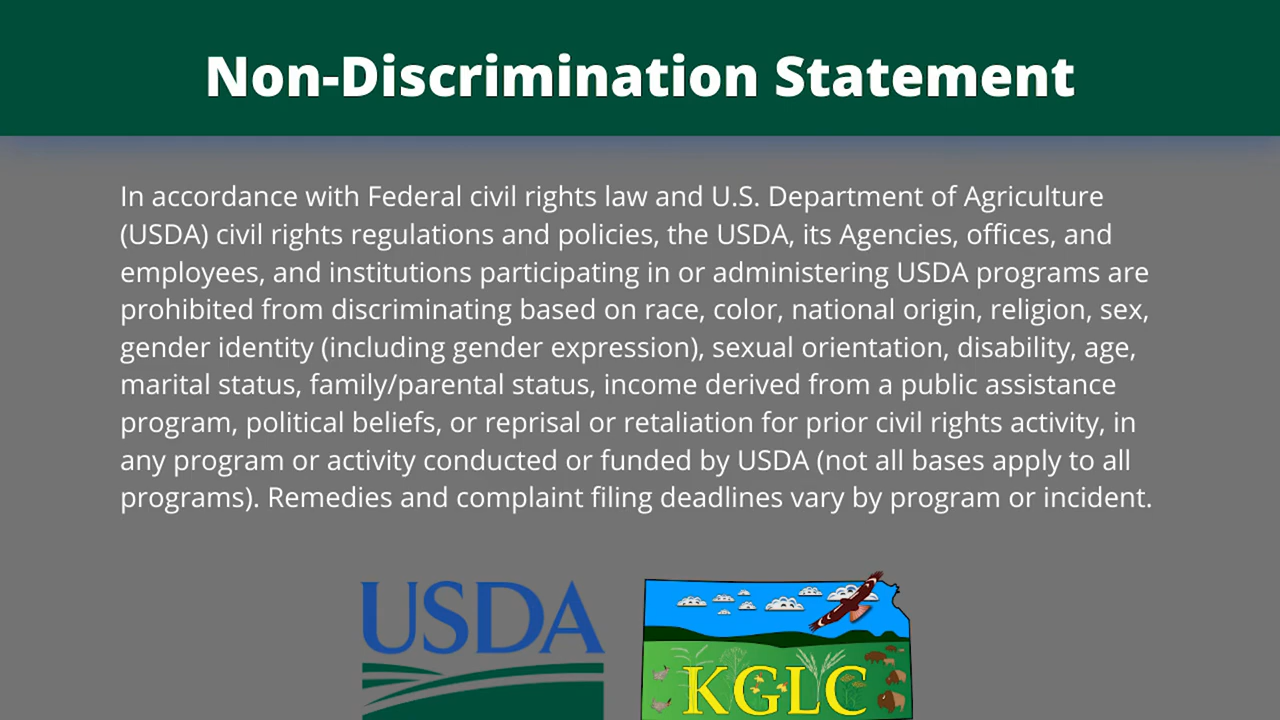 Non-Discrimination Statement
In accordance with Federal civil rights law and U.S. Department of Agriculture
(USDA) civil rights regulations and policies, the USDA, its Agencies, offices, and
employees, and institutions participating in or administering USDA programs are
prohibited from discriminating based on race, color, national origin, religion, sex,
gender identity (including gender expression), sexual orientation, disability, age,
marital status, family/parental status, income derived from a public assistance
program, political beliefs, or reprisal or retaliation for prior civil rights activity, in
any program or activity conducted or funded by USDA (not all bases apply to all
programs). Remedies and complaint filing deadlines vary by program or incident.
USDA
KGLC